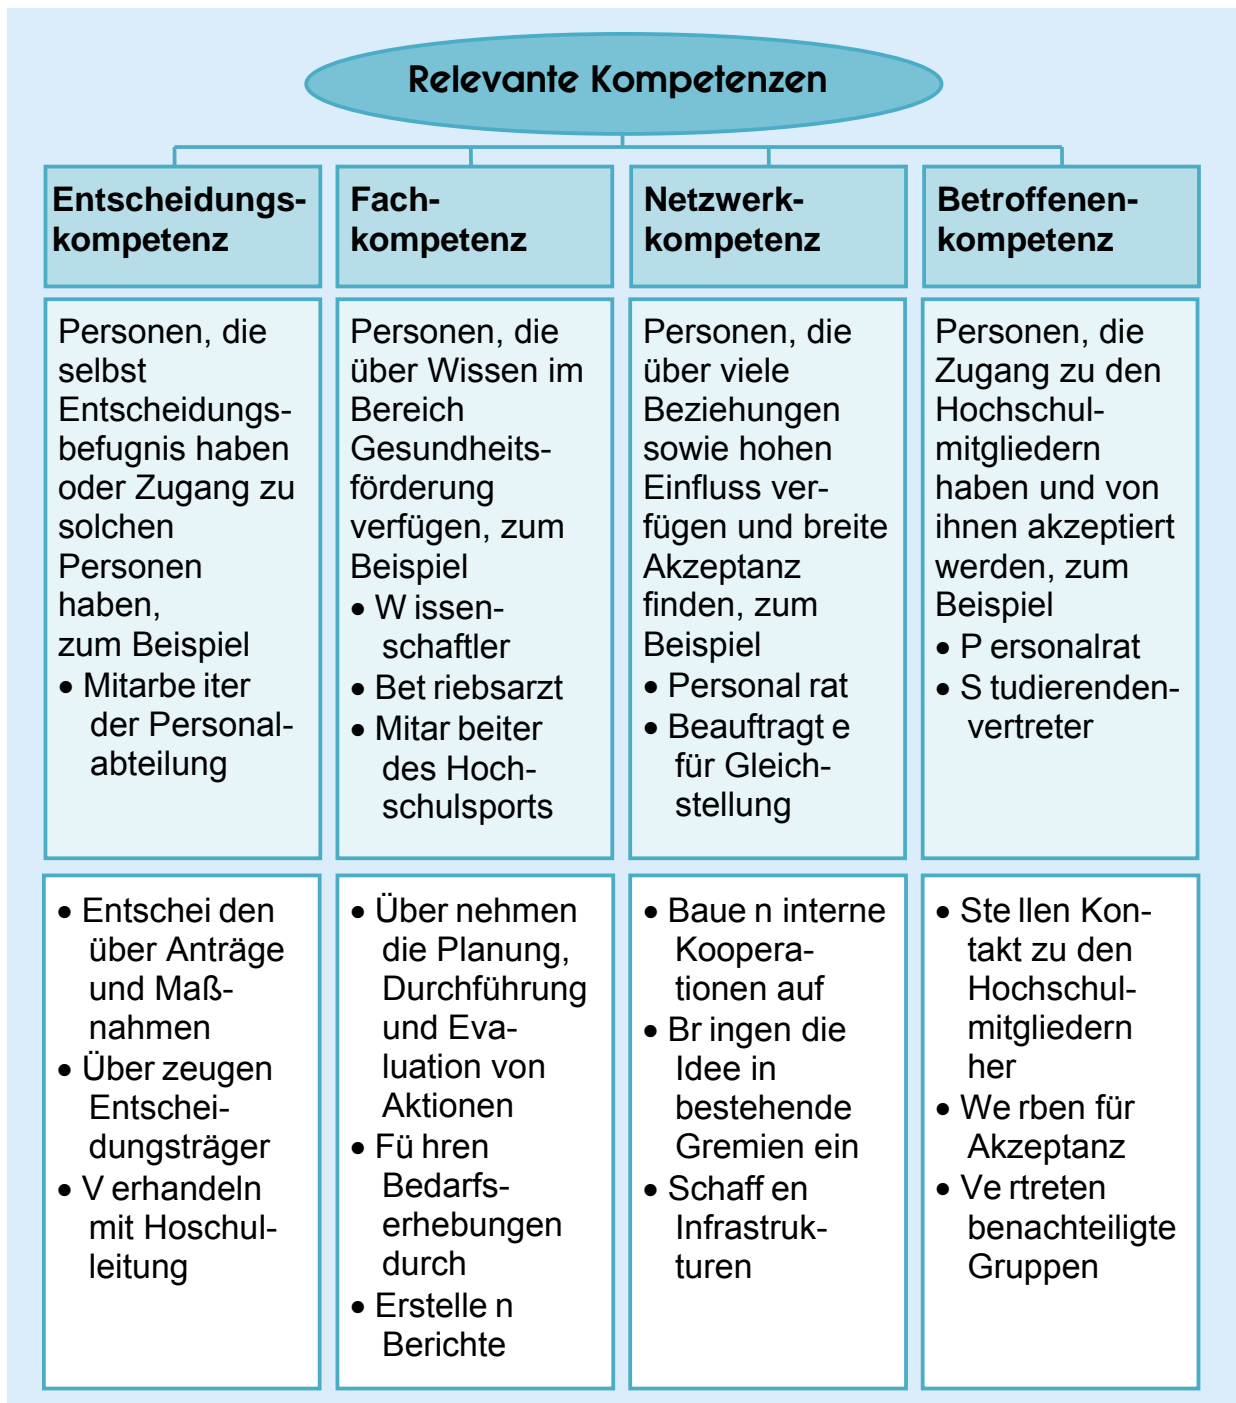 Relevante Kompetenzen
Entscheidungs-
kompetenz
Personen, die
selbst
Entscheidungs-
befugnis haben
oder Zugang zu
solchen
Personen
haben,
zum Beispiel
• Mitarbe iter
der Personal-
abteilung
• Entschei den
über Anträge
und Maß-
nahmen
• Über zeugen
Entschei-
dungsträger
• V erhandeln
mit Hoschul-
leitung
Fach-
kompetenz
Personen, die
über Wissen im
Bereich
Gesundheits-
förderung
verfügen, zum
Beispiel
• W issen-
schaftler
• Bet riebsarzt
• Mitar beiter
des Hoch-
schulsports
• Über nehmen
die Planung,
Durchführung
und Eva-
luation von
Aktionen
• Fü hren
Bedarfs-
erhebungen
durch
• Erstelle n
Berichte
Netzwerk-
kompetenz
Personen, die
über viele
Beziehungen
sowie hohen
Einfluss ver-
fügen und breite
Akzeptanz
finden, zum
Beispiel
• Personal rat
• Beauftragt e
für Gleich-
stellung
• Baue n interne
Koopera-
tionen auf
• Br ingen die
Idee in
bestehende
Gremien ein
• Schaff en
Infrastruk-
turen
Betroffenen-
kompetenz
Personen, die
Zugang zu den
Hochschul-
mitgliedern
haben und von
ihnen akzeptiert
werden, zum
Beispiel
• P ersonalrat
• S tudierenden-
vertreter
• Ste llen Kon-
takt zu den
Hochschul-
mitgliedern
her
• We rben für
Akzeptanz
• Ve rtreten
benachteiligte
Gruppen